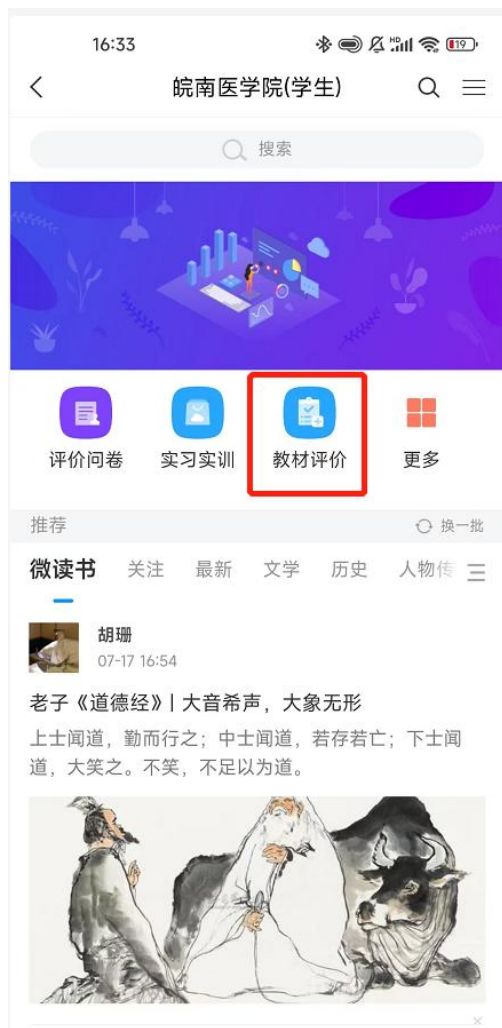 16:33
HD
19
皖南医学院(学生)
搜索
评价问卷 实习实训 教材评价 更多
推荐 换一批
微读书 关注 最新 文学 历史 人物传
胡珊
07-17 16:54
老子《道德经》| 大音希声，大象无形
上士闻道，勤而行之；中士闻道，若存若亡；下士闻
道，大笑之。不笑，不足以为道。